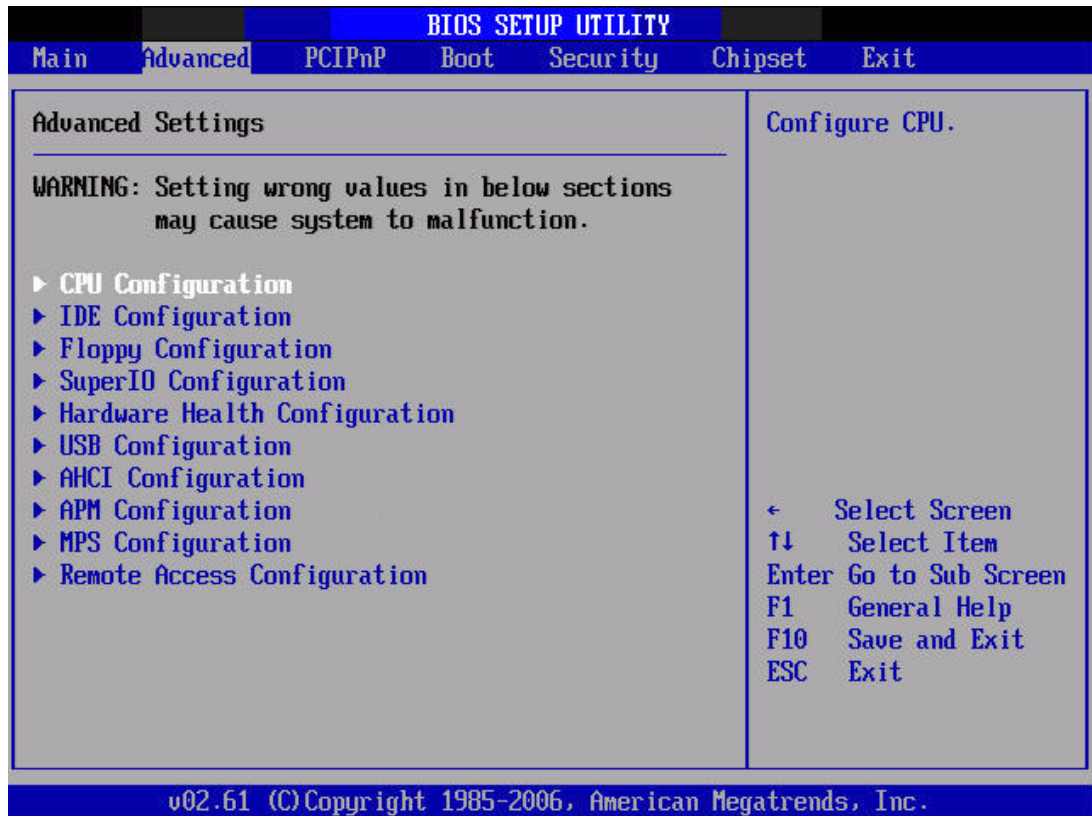 BIOS SETUP UTILITY
Main Advanced PCIPnP Boot Security Chipset Exit
Advanced Settings
WARNING: Setting wrong values in below sections
may cause system to malfunction.
▶ CPU Configuration
▶ IDE Configuration
▶ Floppy Configuration
▶ SuperIO Configuration
▶ Hardware Health Configuration
▶ USB Configuration
▶ AHCI Configuration
▶ APM Configuration
▶ MPS Configuration
▶ Remote Access Configuration
Configure CPU.
← Select Screen
↑↓ Select Item
Enter Go to Sub Screen
F1 General Help
F10 Save and Exit
ESC Exit
v02.61 (C)Copyright 1985-2006, American Megatrends, Inc.